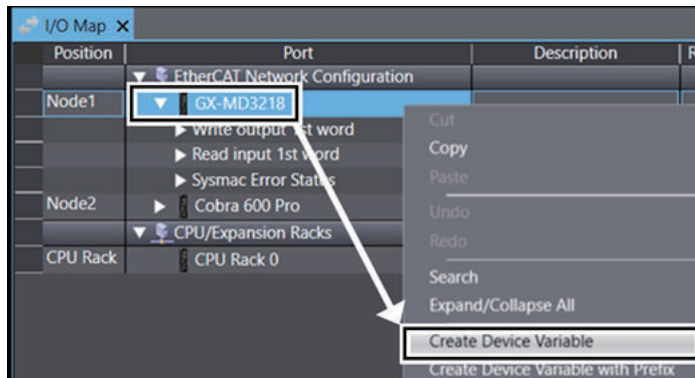 I/O Map ×
Position Port Description R
EtherCAT Network Configuration
Node1 GX-MD3218
Write output 1st word
Read input 1st word
Sysmac Error Status
Node2 Cobra 600 Pro
CPU/Expansion Racks
CPU Rack CPU Rack 0
Cut
Copy
Paste
Undo
Redo
Search
Expand/Collapse All
Create Device Variable
Create Device Variable with Prefix